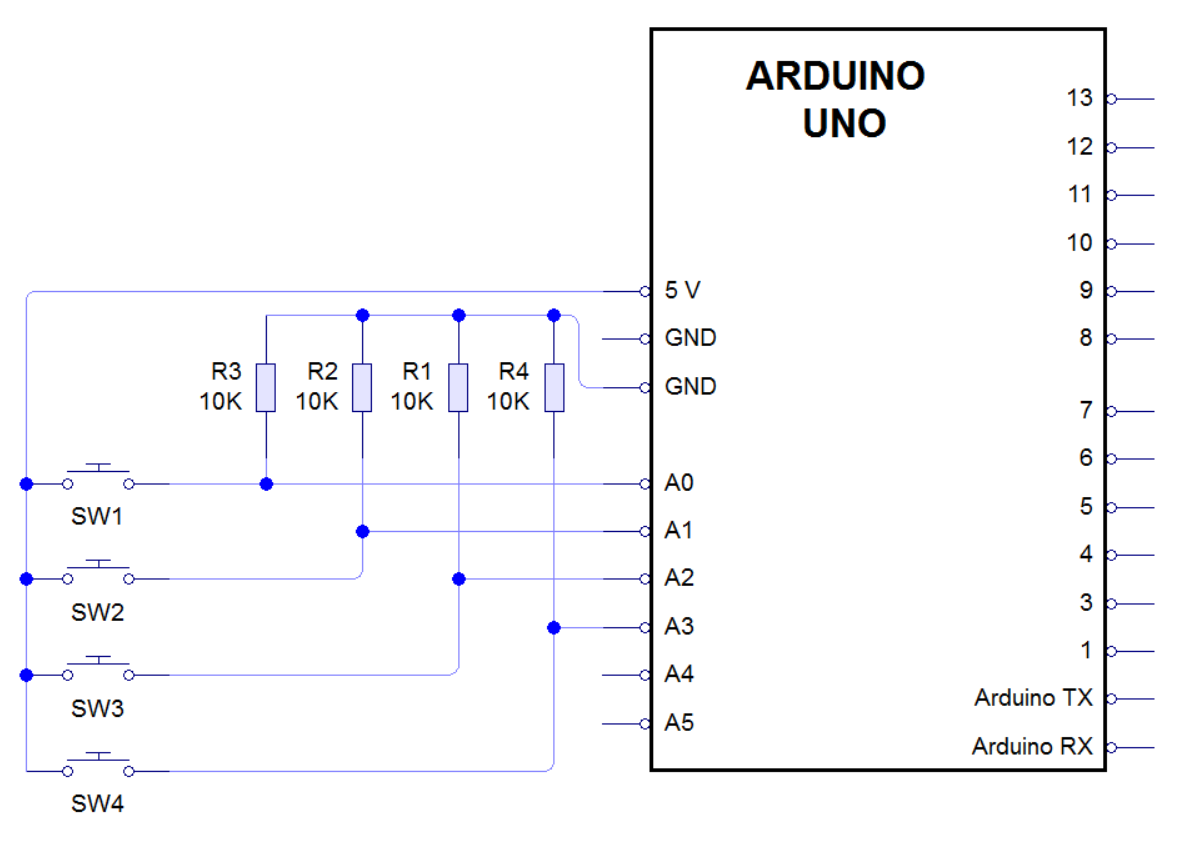 ARDUINO
UNO
13
12
11
10
9
8
7
6
5
4
3
1
Arduino TX
Arduino RX
5 V
GND
GND
A0
A1
A2
A3
A4
A5
R3
10K
R2
10K
R1
10K
R4
10K
SW1
SW2
SW3
SW4